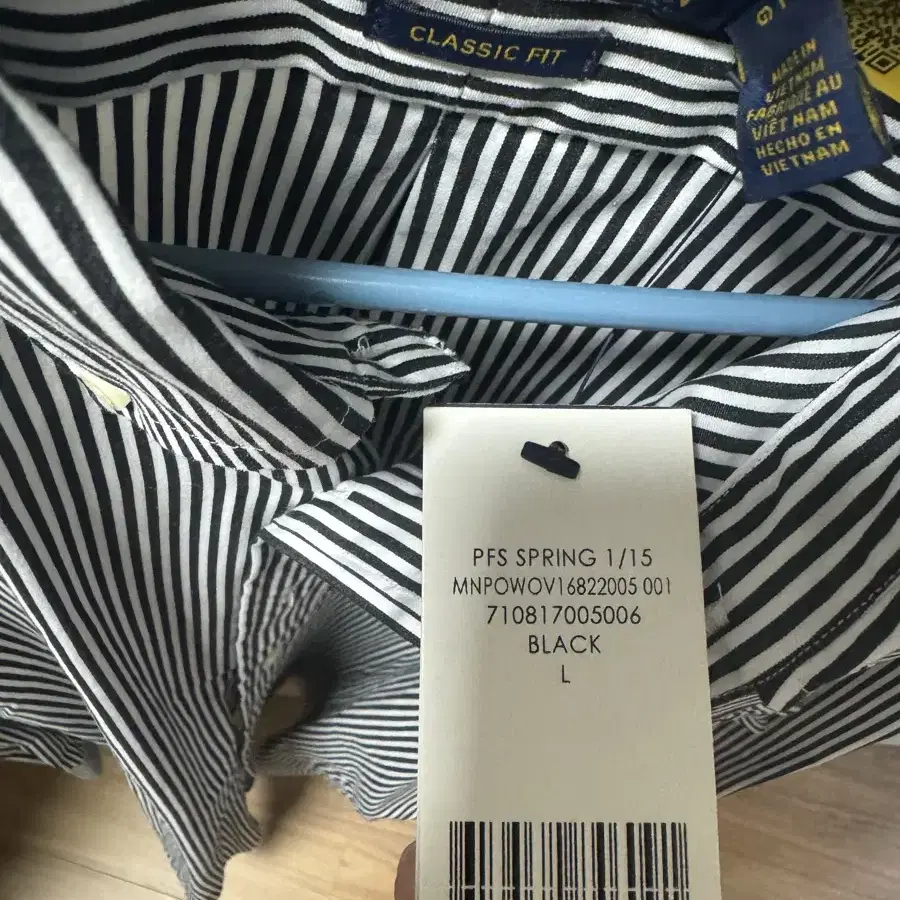 CLASSIC FIT
G
MADE IN
VIETNAM
FABRIQUÉ AU
VIÊT NAM
HECHO EN
VIETNAM
PFS SPRING 1/15
MNPOWOV16822005 001
710817005006
BLACK
L